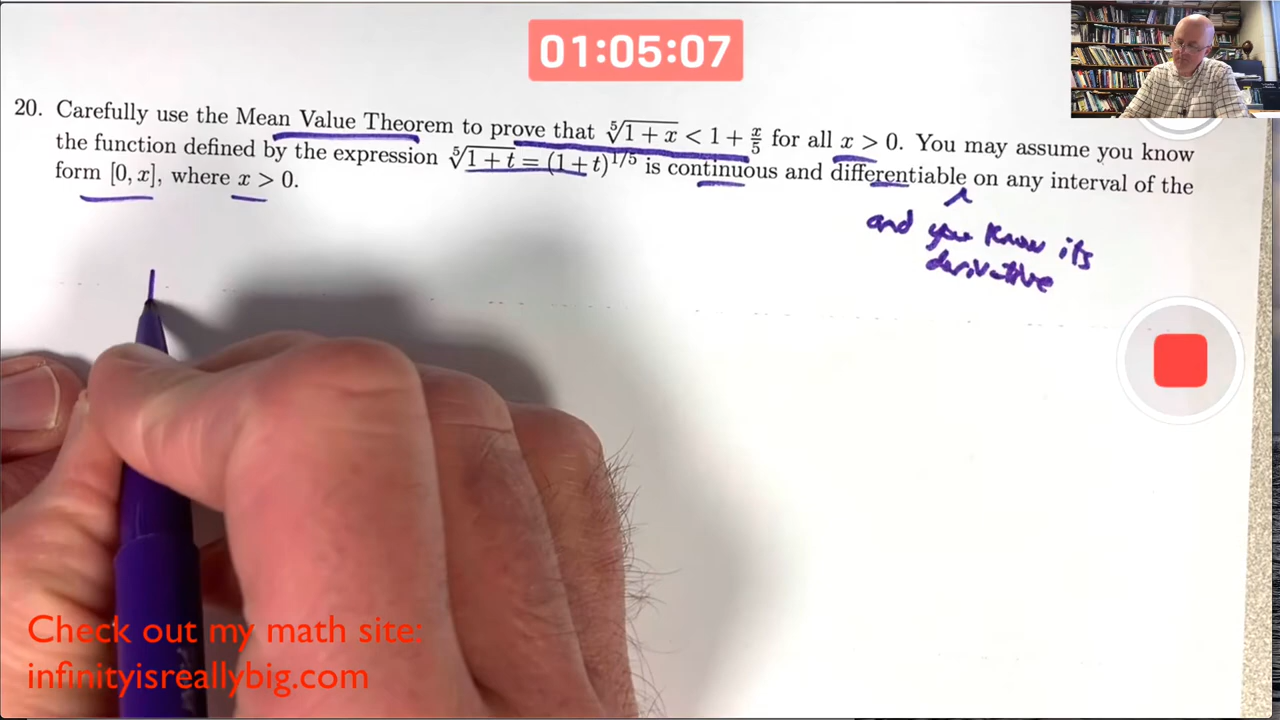 01:05:07
20. Carefully use the Mean Value Theorem to prove that ⁵√1 + x < 1 + x/5 for all x > 0. You may assume you know
the function defined by the expression ⁵√1 + t = (1 + t)^1/5 is continuous and differentiable on any interval of the
form [0, x], where x > 0.
and you know its
derivative
Check out my math site:
infinityisreallybig.com